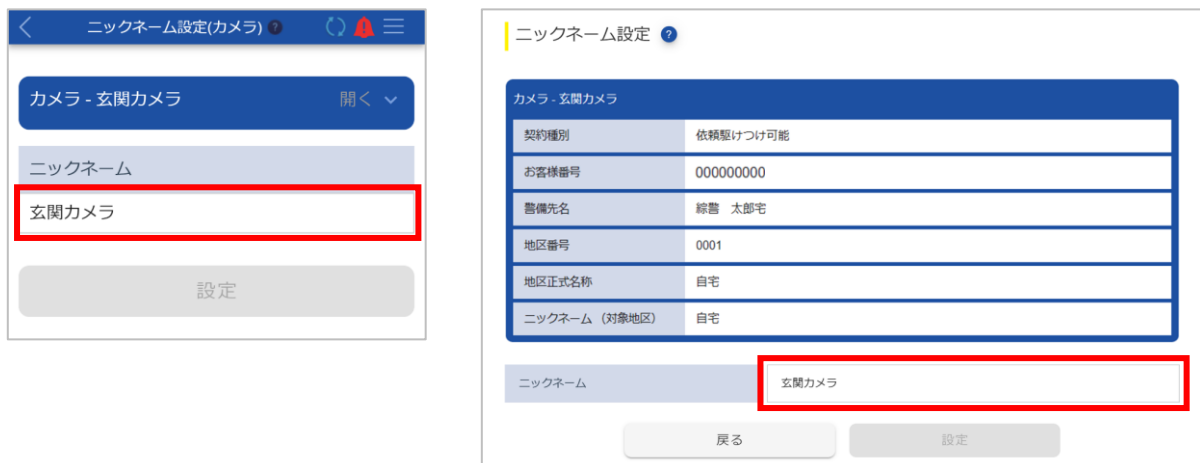 ニックネーム設定(カメラ) ?
カメラ - 玄関カメラ 開く
ニックネーム
玄関カメラ
設定
ニックネーム設定 ?
カメラ - 玄関カメラ
契約種別 依頼駆けつけ可能
お客様番号 000000000
警備先名 綜警　太郎宅
地区番号 0001
地区正式名称 自宅
ニックネーム（対象地区） 自宅
ニックネーム 玄関カメラ
戻る 設定